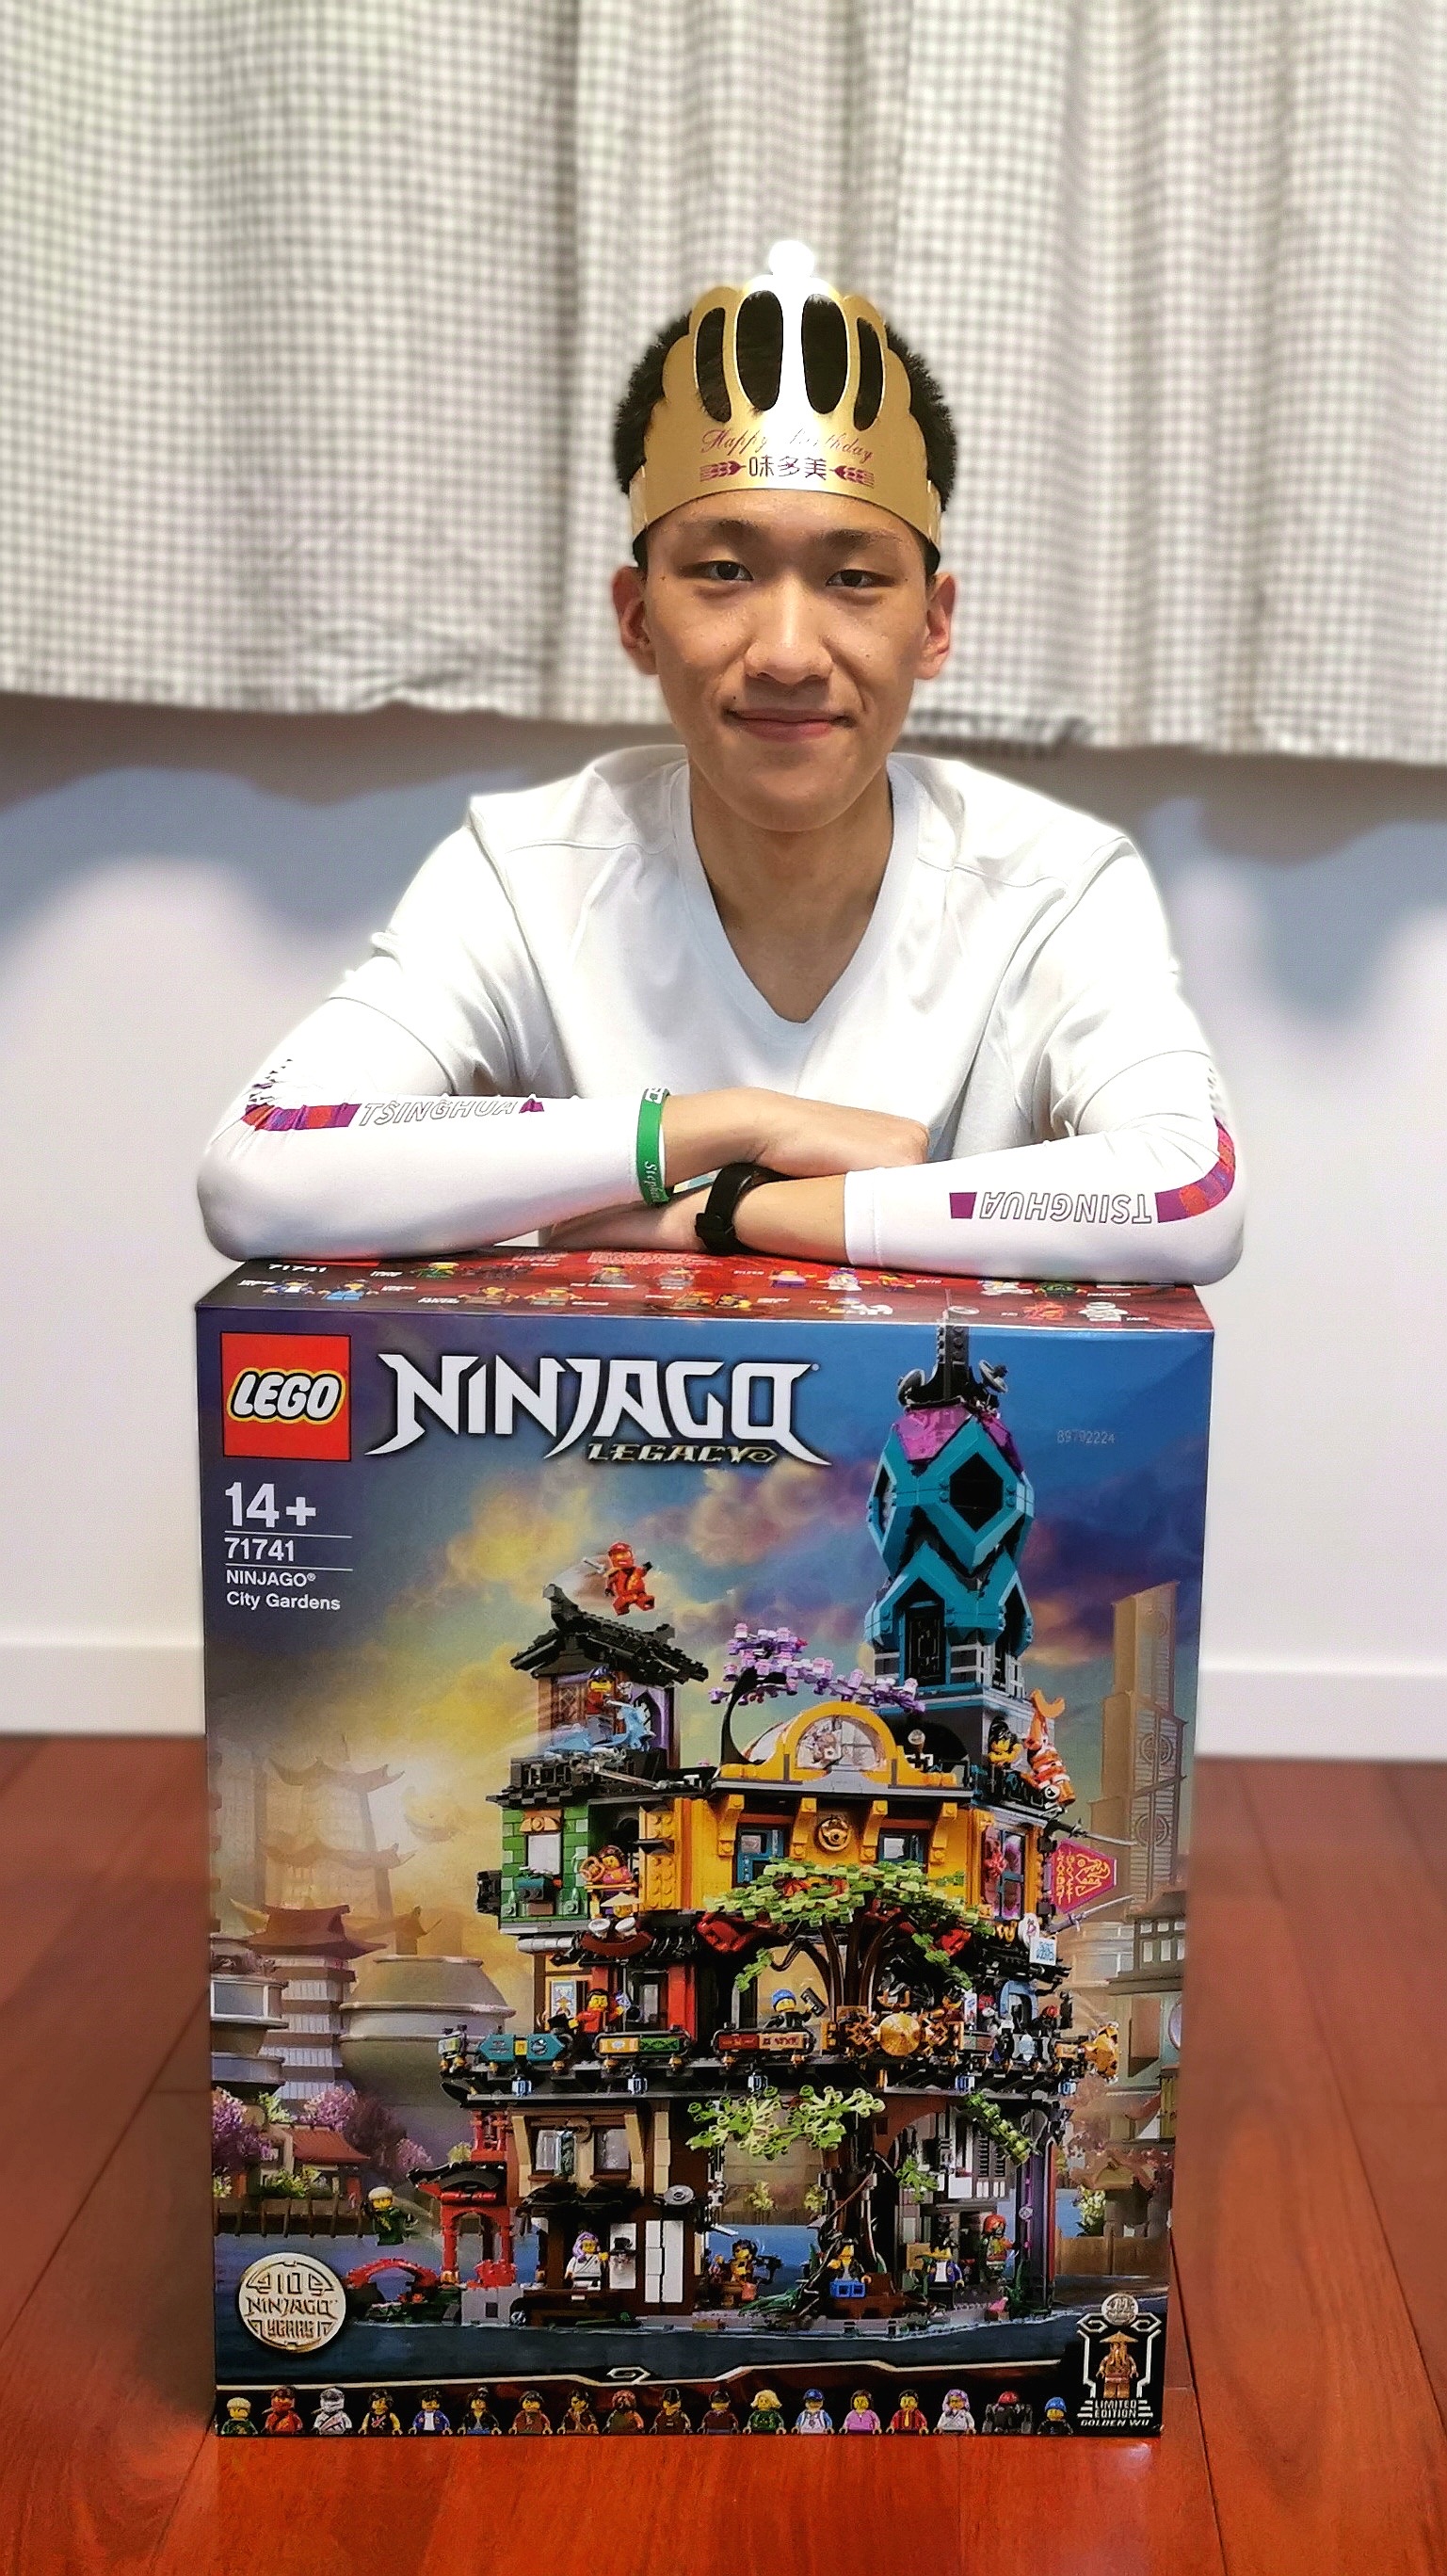 Happy Birthday
味多美
TSINGHUA
TSINGHUA
71741
LEGO
NINJAGO®
LEGACY
B9792224
14+
71741
NINJAGO®
City Gardens
10
NINJAGO
YEARS
LIMITED
EDITION
GOLDEN WU